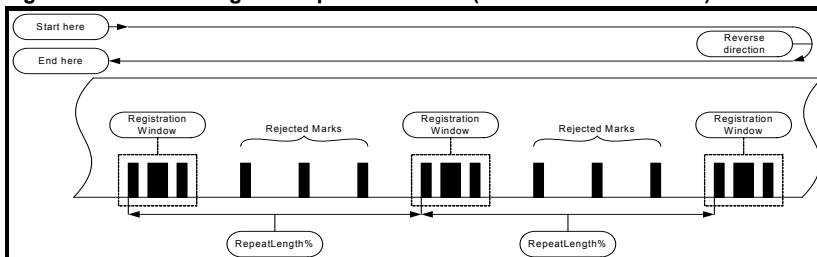 Start here
Reverse
direction
End here
Registration
Window
Rejected Marks
Registration
Window
Rejected Marks
Registration
Window
RepeatLength%
RepeatLength%